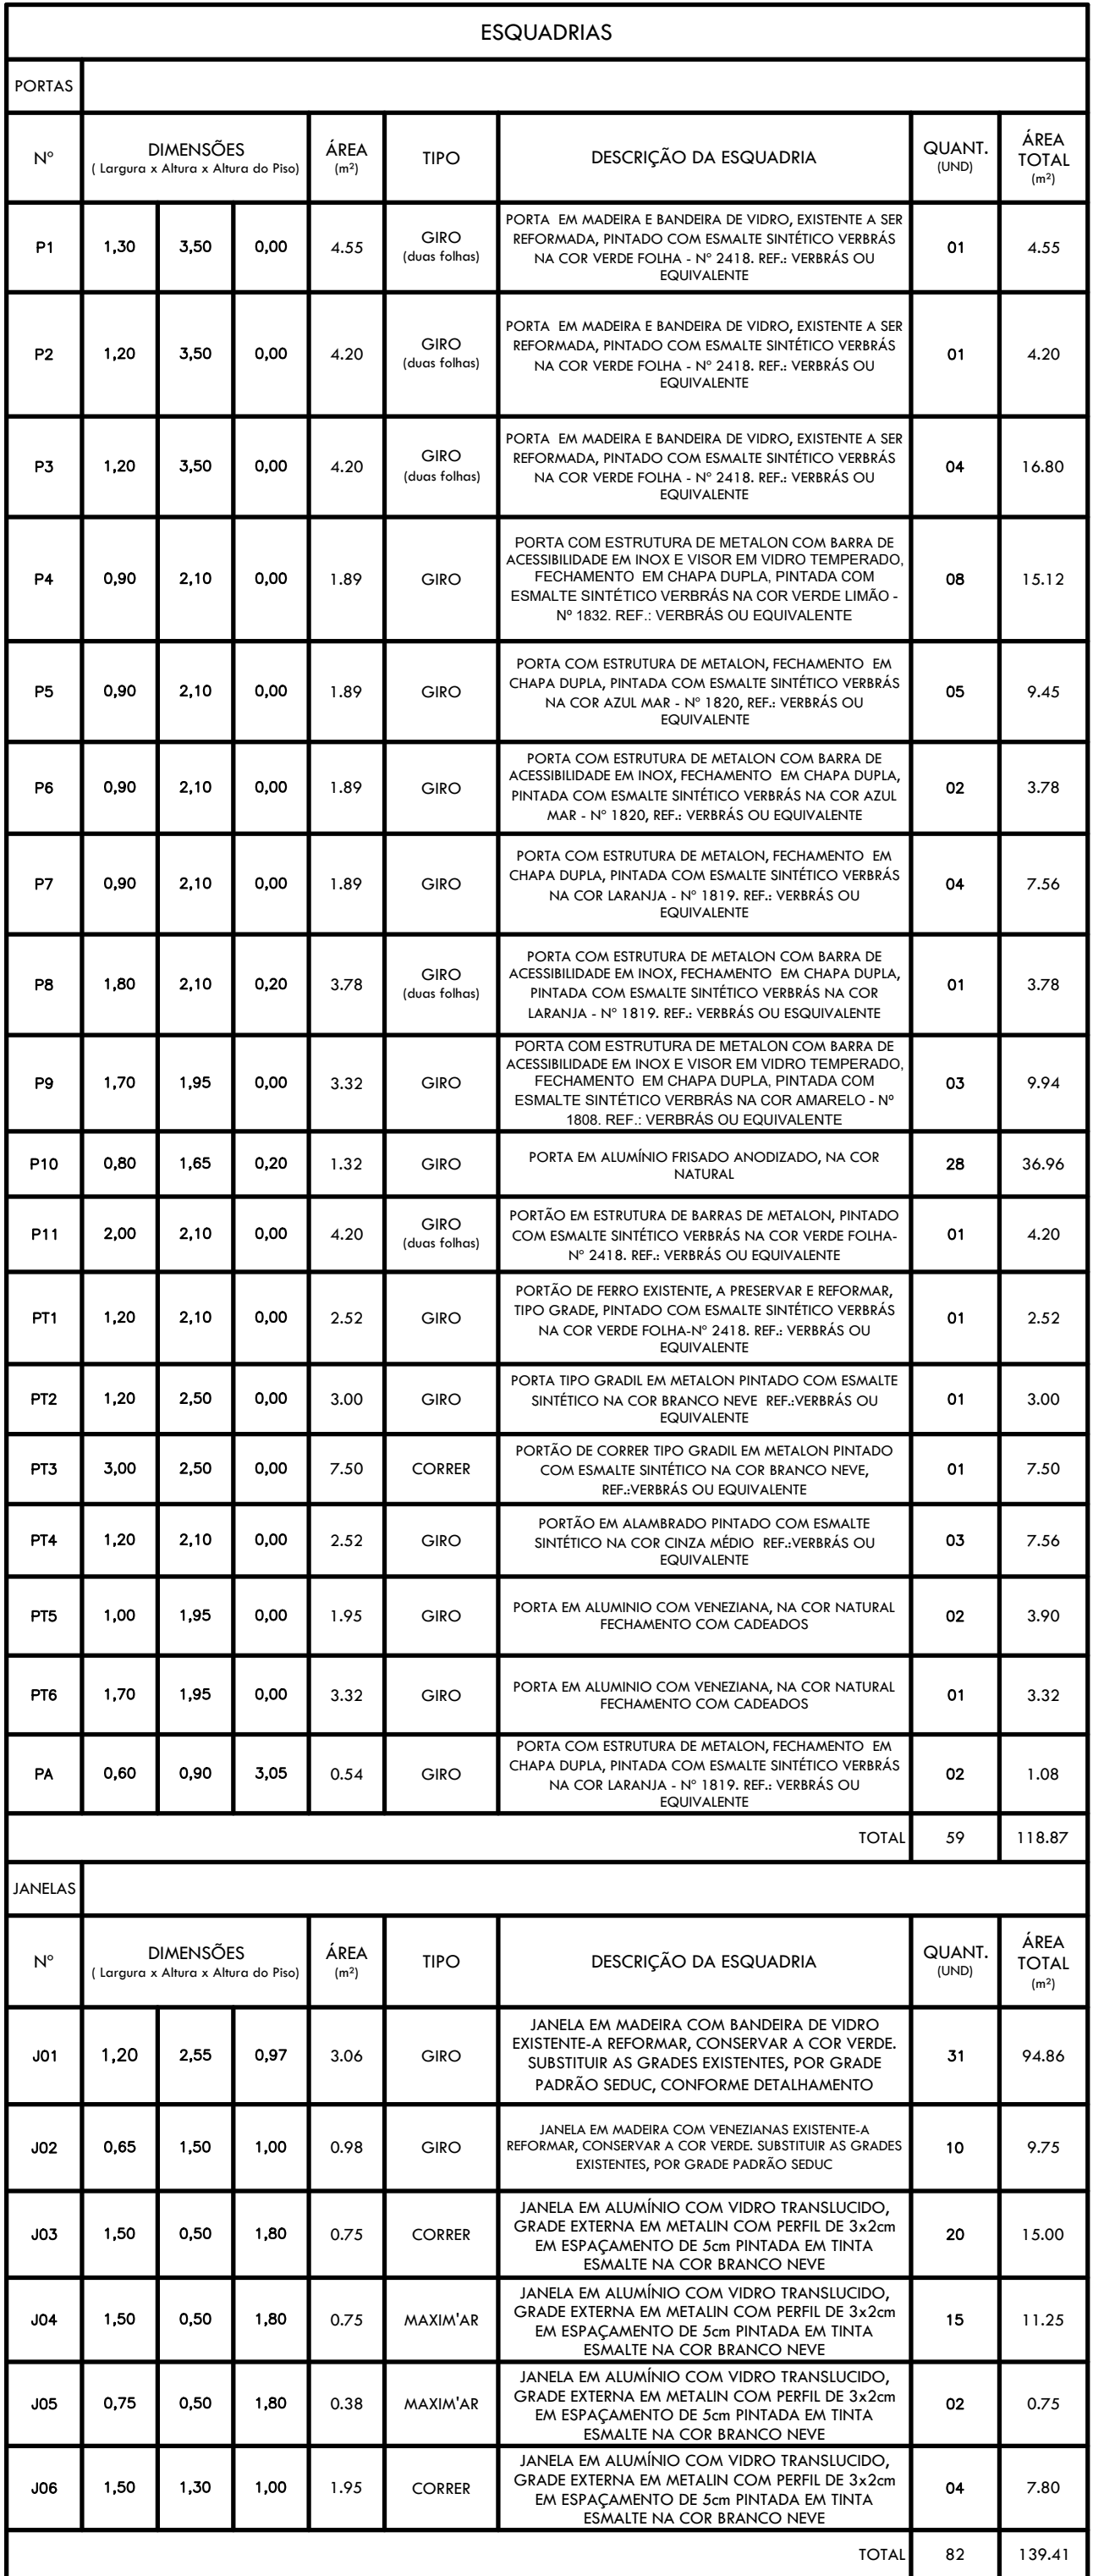 ESQUADRIAS
PORTAS
Nº
DIMENSÕES
( Largura x Altura x Altura do Piso)
ÁREA
(m²)
TIPO
DESCRIÇÃO DA ESQUADRIA
QUANT.
(UND)
ÁREA
TOTAL
(m²)
P1
1,30
3,50
0,00
4.55
GIRO
(duas folhas)
PORTA EM MADEIRA E BANDEIRA DE VIDRO, EXISTENTE A SER
REFORMADA, PINTADO COM ESMALTE SINTÉTICO VERBRÁS
NA COR VERDE FOLHA - Nº 2418. REF.: VERBRÁS OU
EQUIVALENTE
01
4.55
P2
1,20
3,50
0,00
4.20
GIRO
(duas folhas)
PORTA EM MADEIRA E BANDEIRA DE VIDRO, EXISTENTE A SER
REFORMADA, PINTADO COM ESMALTE SINTÉTICO VERBRÁS
NA COR VERDE FOLHA - Nº 2418. REF.: VERBRÁS OU
EQUIVALENTE
01
4.20
P3
1,20
3,50
0,00
4.20
GIRO
(duas folhas)
PORTA EM MADEIRA E BANDEIRA DE VIDRO, EXISTENTE A SER
REFORMADA, PINTADO COM ESMALTE SINTÉTICO VERBRÁS
NA COR VERDE FOLHA - Nº 2418. REF.: VERBRÁS OU
EQUIVALENTE
04
16.80
P4
0,90
2,10
0,00
1.89
GIRO
PORTA COM ESTRUTURA DE METALON COM BARRA DE
ACESSIBILIDADE EM INOX E VISOR EM VIDRO TEMPERADO,
FECHAMENTO EM CHAPA DUPLA, PINTADA COM
ESMALTE SINTÉTICO VERBRÁS NA COR VERDE LIMÃO -
Nº 1832. REF.: VERBRÁS OU EQUIVALENTE
08
15.12
P5
0,90
2,10
0,00
1.89
GIRO
PORTA COM ESTRUTURA DE METALON, FECHAMENTO EM
CHAPA DUPLA, PINTADA COM ESMALTE SINTÉTICO VERBRÁS
NA COR AZUL MAR - Nº 1820, REF.: VERBRÁS OU
EQUIVALENTE
05
9.45
P6
0,90
2,10
0,00
1.89
GIRO
PORTA COM ESTRUTURA DE METALON COM BARRA DE
ACESSIBILIDADE EM INOX, FECHAMENTO EM CHAPA DUPLA,
PINTADA COM ESMALTE SINTÉTICO VERBRÁS NA COR AZUL
MAR - Nº 1820, REF.: VERBRÁS OU EQUIVALENTE
02
3.78
P7
0,90
2,10
0,00
1.89
GIRO
PORTA COM ESTRUTURA DE METALON, FECHAMENTO EM
CHAPA DUPLA, PINTADA COM ESMALTE SINTÉTICO VERBRÁS
NA COR LARANJA - Nº 1819. REF.: VERBRÁS OU
EQUIVALENTE
04
7.56
P8
1,80
2,10
0,20
3.78
GIRO
(duas folhas)
PORTA COM ESTRUTURA DE METALON COM BARRA DE
ACESSIBILIDADE EM INOX, FECHAMENTO EM CHAPA DUPLA,
PINTADA COM ESMALTE SINTÉTICO VERBRÁS NA COR
LARANJA - Nº 1819. REF.: VERBRÁS OU ESQUIVALENTE
01
3.78
P9
1,70
1,95
0,00
3.32
GIRO
PORTA COM ESTRUTURA DE METALON COM BARRA DE
ACESSIBILIDADE EM INOX E VISOR EM VIDRO TEMPERADO,
FECHAMENTO EM CHAPA DUPLA, PINTADA COM
ESMALTE SINTÉTICO VERBRÁS NA COR AMARELO - Nº
1808. REF.: VERBRÁS OU EQUIVALENTE
03
9.94
P10
0,80
1,65
0,20
1.32
GIRO
PORTA EM ALUMÍNIO FRISADO ANODIZADO, NA COR
NATURAL
28
36.96
P11
2,00
2,10
0,00
4.20
GIRO
(duas folhas)
PORTÃO EM ESTRUTURA DE BARRAS DE METALON, PINTADO
COM ESMALTE SINTÉTICO VERBRÁS NA COR VERDE FOLHA-
Nº 2418. REF.: VERBRÁS OU EQUIVALENTE
01
4.20
PT1
1,20
2,10
0,00
2.52
GIRO
PORTÃO DE FERRO EXISTENTE, A PRESERVAR E REFORMAR,
TIPO GRADE, PINTADO COM ESMALTE SINTÉTICO VERBRÁS
NA COR VERDE FOLHA-Nº 2418. REF.: VERBRÁS OU
EQUIVALENTE
01
2.52
PT2
1,20
2,50
0,00
3.00
GIRO
PORTA TIPO GRADIL EM METALON PINTADO COM ESMALTE
SINTÉTICO NA COR BRANCO NEVE REF.:VERBRÁS OU
EQUIVALENTE
01
3.00
PT3
3,00
2,50
0,00
7.50
CORRER
PORTÃO DE CORRER TIPO GRADIL EM METALON PINTADO
COM ESMALTE SINTÉTICO NA COR BRANCO NEVE,
REF.:VERBRÁS OU EQUIVALENTE
01
7.50
PT4
1,20
2,10
0,00
2.52
GIRO
PORTÃO EM ALAMBRADO PINTADO COM ESMALTE
SINTÉTICO NA COR CINZA MÉDIO REF.:VERBRÁS OU
EQUIVALENTE
03
7.56
PT5
1,00
1,95
0,00
1.95
GIRO
PORTA EM ALUMINIO COM VENEZIANA, NA COR NATURAL
FECHAMENTO COM CADEADOS
02
3.90
PT6
1,70
1,95
0,00
3.32
GIRO
PORTA EM ALUMINIO COM VENEZIANA, NA COR NATURAL
FECHAMENTO COM CADEADOS
01
3.32
PA
0,60
0,90
3,05
0.54
GIRO
PORTA COM ESTRUTURA DE METALON, FECHAMENTO EM
CHAPA DUPLA, PINTADA COM ESMALTE SINTÉTICO VERBRÁS
NA COR LARANJA - Nº 1819. REF.: VERBRÁS OU
EQUIVALENTE
02
1.08
TOTAL
59
118.87
JANELAS
Nº
DIMENSÕES
( Largura x Altura x Altura do Piso)
ÁREA
(m²)
TIPO
DESCRIÇÃO DA ESQUADRIA
QUANT.
(UND)
ÁREA
TOTAL
(m²)
J01
1,20
2,55
0,97
3.06
GIRO
JANELA EM MADEIRA COM BANDEIRA DE VIDRO
EXISTENTE-A REFORMAR, CONSERVAR A COR VERDE.
SUBSTITUIR AS GRADES EXISTENTES, POR GRADE
PADRÃO SEDUC, CONFORME DETALHAMENTO
31
94.86
J02
0,65
1,50
1,00
0.98
GIRO
JANELA EM MADEIRA COM VENEZIANAS EXISTENTE-A
REFORMAR, CONSERVAR A COR VERDE. SUBSTITUIR AS GRADES
EXISTENTES, POR GRADE PADRÃO SEDUC
10
9.75
J03
1,50
0,50
1,80
0.75
CORRER
JANELA EM ALUMÍNIO COM VIDRO TRANSLUCIDO,
GRADE EXTERNA EM METALIN COM PERFIL DE 3x2cm
EM ESPAÇAMENTO DE 5cm PINTADA EM TINTA
ESMALTE NA COR BRANCO NEVE
20
15.00
J04
1,50
0,50
1,80
0.75
MAXIM'AR
JANELA EM ALUMÍNIO COM VIDRO TRANSLUCIDO,
GRADE EXTERNA EM METALIN COM PERFIL DE 3x2cm
EM ESPAÇAMENTO DE 5cm PINTADA EM TINTA
ESMALTE NA COR BRANCO NEVE
15
11.25
J05
0,75
0,50
1,80
0.38
MAXIM'AR
JANELA EM ALUMÍNIO COM VIDRO TRANSLUCIDO,
GRADE EXTERNA EM METALIN COM PERFIL DE 3x2cm
EM ESPAÇAMENTO DE 5cm PINTADA EM TINTA
ESMALTE NA COR BRANCO NEVE
02
0.75
J06
1,50
1,30
1,00
1.95
CORRER
JANELA EM ALUMÍNIO COM VIDRO TRANSLUCIDO,
GRADE EXTERNA EM METALIN COM PERFIL DE 3x2cm
EM ESPAÇAMENTO DE 5cm PINTADA EM TINTA
ESMALTE NA COR BRANCO NEVE
04
7.80
TOTAL
82
139.41